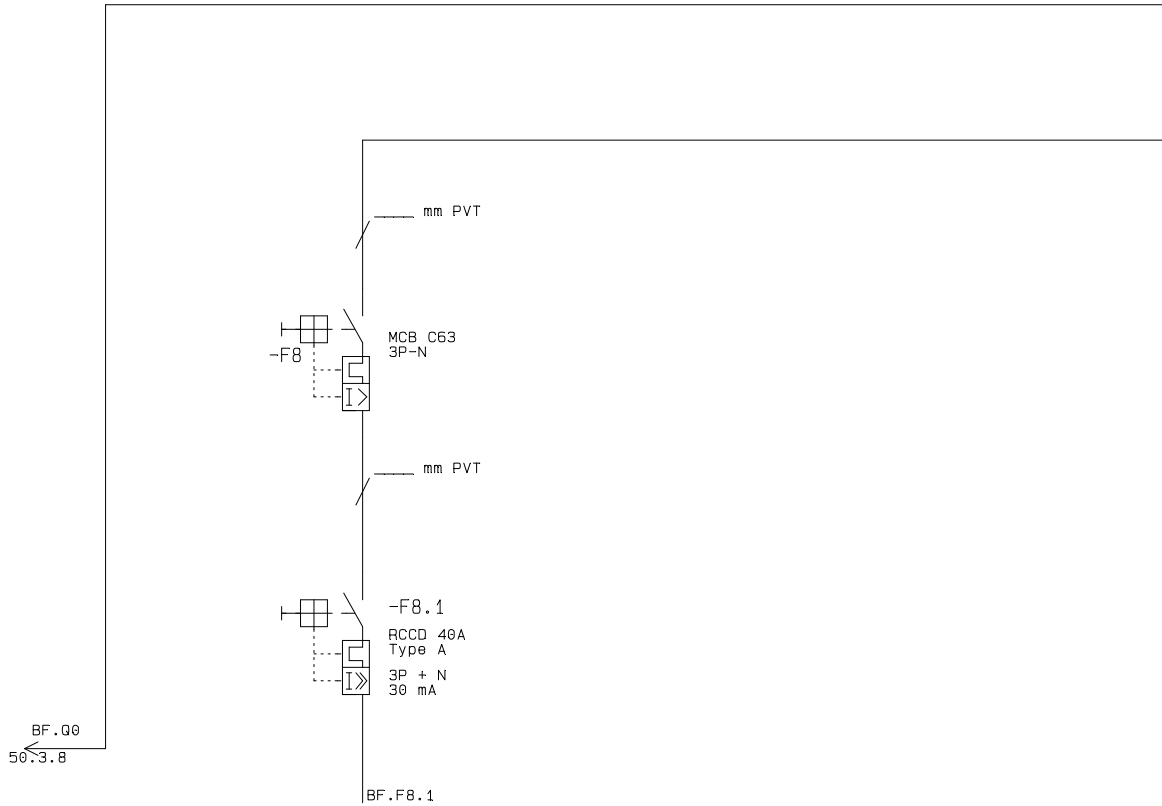 ____ mm PVT
MCB C63
3P-N
-F8
I>
____ mm PVT
-F8.1
RCCD 40A
Type A
3P + N
30 mA
I>>
BF.Q0
50.3.8
BF.F8.1